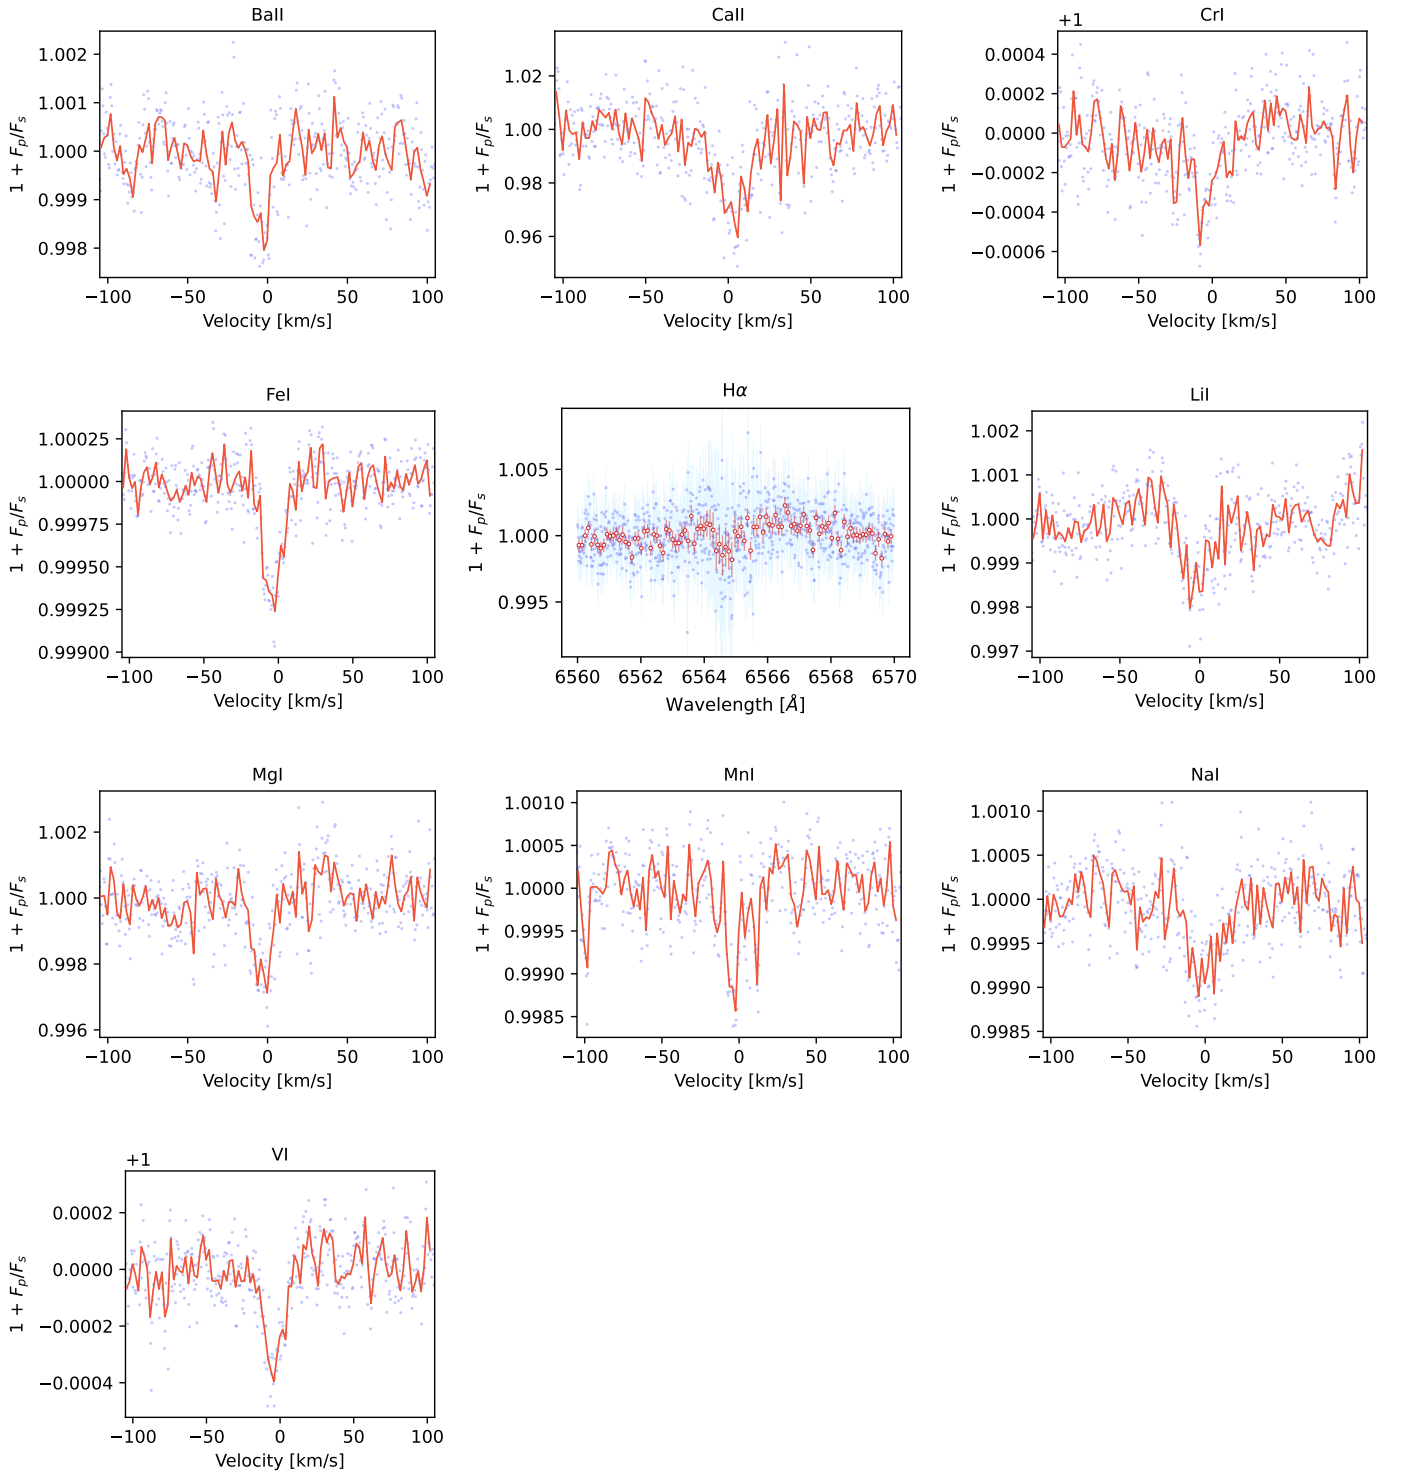 BaII
1 + Fp/Fs
1.002
1.001
1.000
0.999
0.998
−100 −50 0 50 100
Velocity [km/s]
CaII
1 + Fp/Fs
1.02
1.00
0.98
0.96
−100 −50 0 50 100
Velocity [km/s]
CrI
+1
1 + Fp/Fs
0.0004
0.0002
0.0000
−0.0002
−0.0004
−0.0006
−100 −50 0 50 100
Velocity [km/s]
FeI
1 + Fp/Fs
1.00025
1.00000
0.99975
0.99950
0.99925
0.99900
−100 −50 0 50 100
Velocity [km/s]
Hα
1 + Fp/Fs
1.005
1.000
0.995
6560 6562 6564 6566 6568 6570
Wavelength [Å]
LiI
1 + Fp/Fs
1.002
1.001
1.000
0.999
0.998
0.997
−100 −50 0 50 100
Velocity [km/s]
MgI
1 + Fp/Fs
1.002
1.000
0.998
0.996
−100 −50 0 50 100
Velocity [km/s]
MnI
1 + Fp/Fs
1.0010
1.0005
1.0000
0.9995
0.9990
0.9985
−100 −50 0 50 100
Velocity [km/s]
NaI
1 + Fp/Fs
1.0010
1.0005
1.0000
0.9995
0.9990
0.9985
−100 −50 0 50 100
Velocity [km/s]
VI
+1
1 + Fp/Fs
0.0002
0.0000
−0.0002
−0.0004
−100 −50 0 50 100
Velocity [km/s]